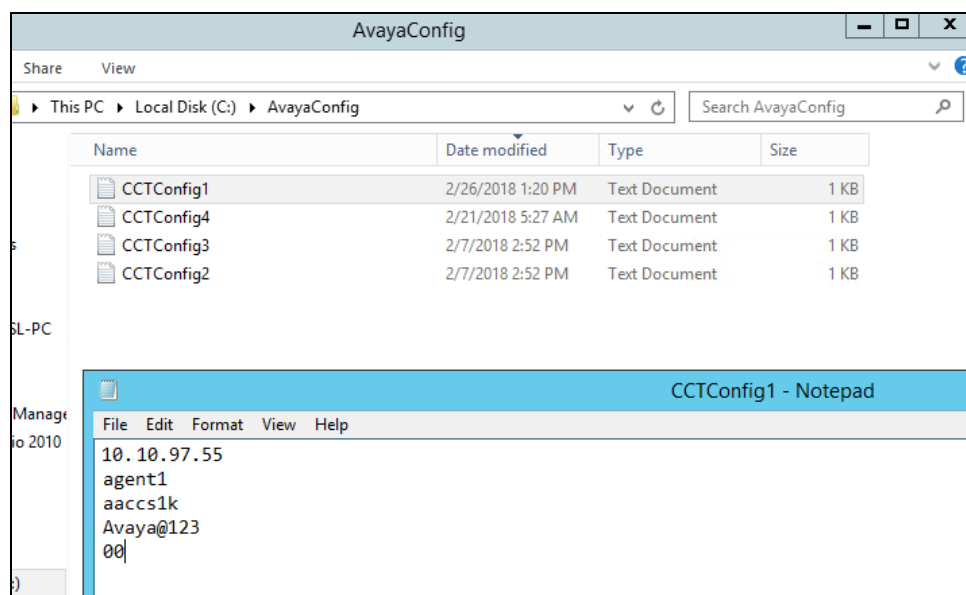 AvayaConfig
Share View
This PC Local Disk (C:) AvayaConfig Search AvayaConfig
Name Date modified Type Size
CCTConfig1 2/26/2018 1:20 PM Text Document 1 KB
CCTConfig4 2/21/2018 5:27 AM Text Document 1 KB
s CCTConfig3 2/7/2018 2:52 PM Text Document 1 KB
CCTConfig2 2/7/2018 2:52 PM Text Document 1 KB
SL-PC
CCTConfig1 - Notepad
Manage
File Edit Format View Help
io 2010
10.10.97.55
agent1
aaccs1k
Avaya@123
00
:)